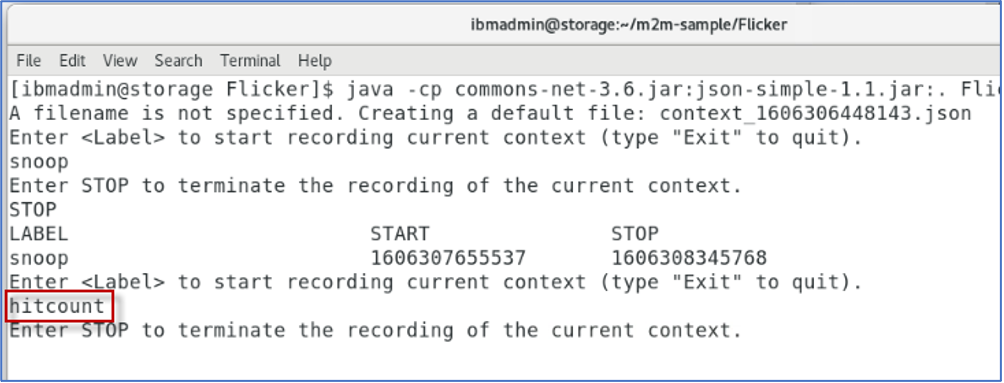 ibmadmin@storage:~/m2m-sample/Flicker
File Edit View Search Terminal Help
[ibmadmin@storage Flicker]$ java -cp commons-net-3.6.jar:json-simple-1.1.jar:. Flic
A filename is not specified. Creating a default file: context_1606306448143.json
Enter <Label> to start recording current context (type "Exit" to quit).
snoop
Enter STOP to terminate the recording of the current context.
STOP
LABEL START STOP
snoop 1606307655537 1606308345768
Enter <Label> to start recording current context (type "Exit" to quit).
hitcount
Enter STOP to terminate the recording of the current context.